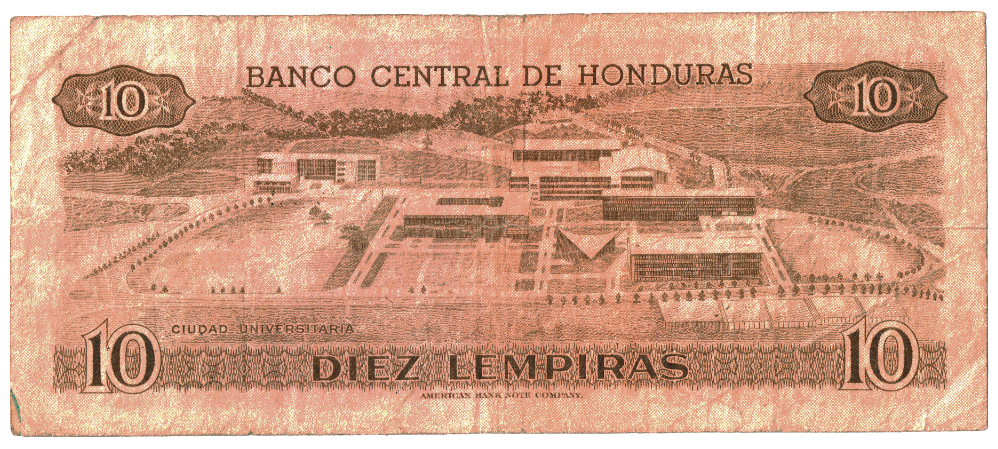 BANCO CENTRAL DE HONDURAS
10 10
CIUDAD UNIVERSITARIA
10 DIEZ LEMPIRAS 10
AMERICAN BANK NOTE COMPANY.